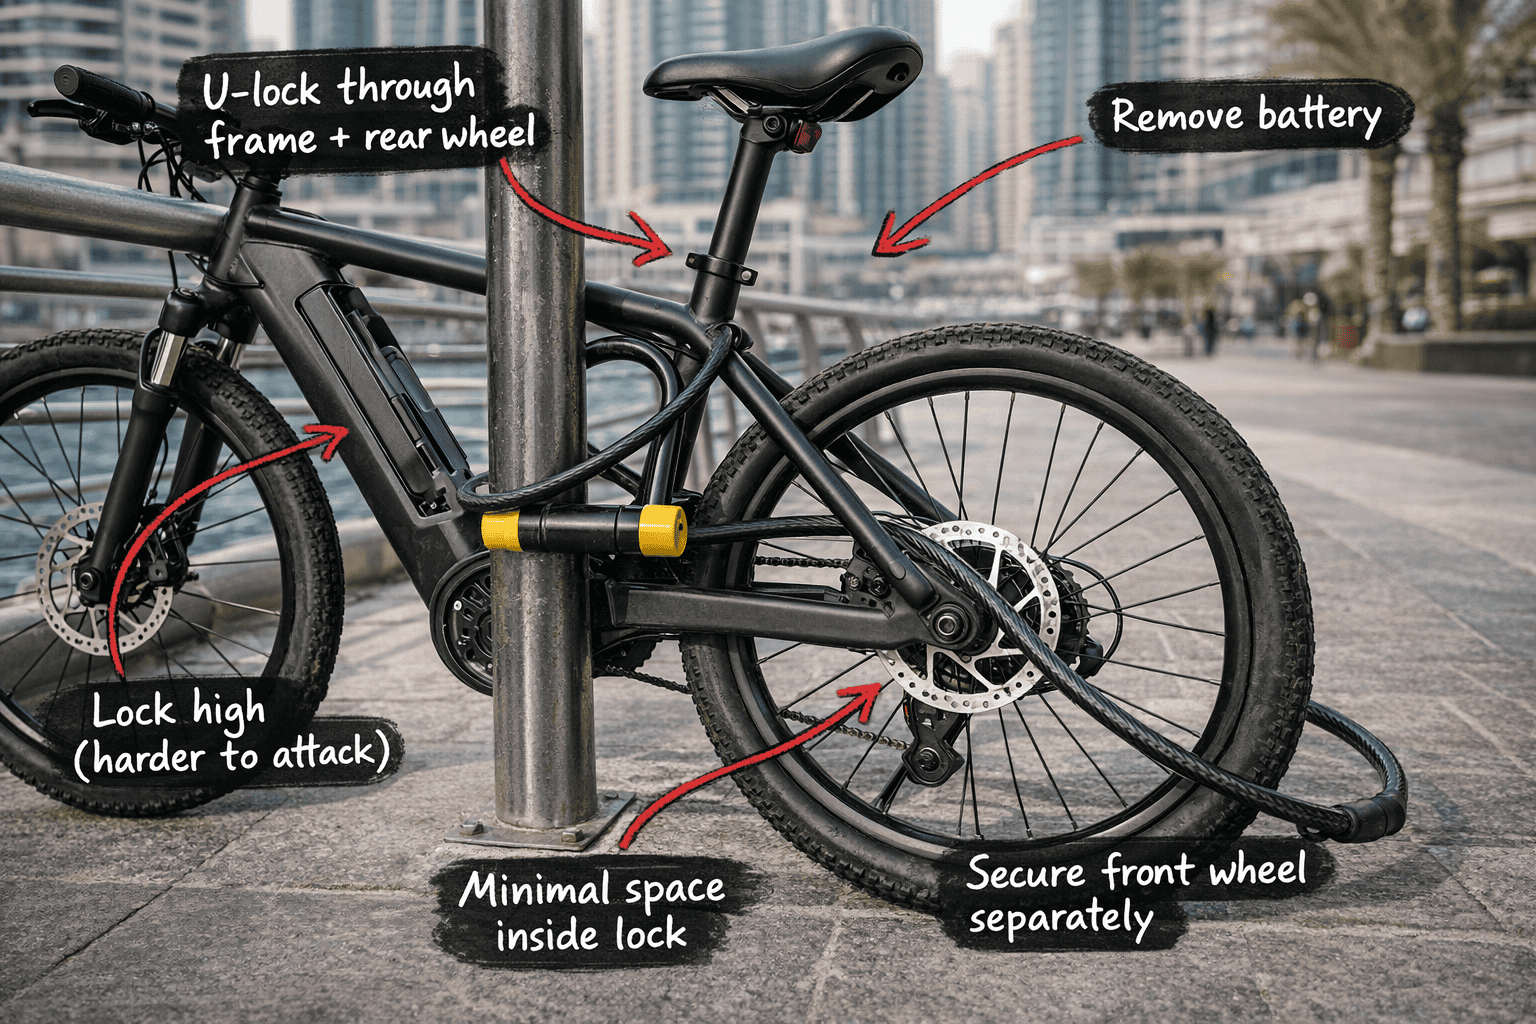 U-lock through
frame + rear wheel
Remove battery
Lock high
(harder to attack)
Minimal space
inside lock
Secure front wheel
separately